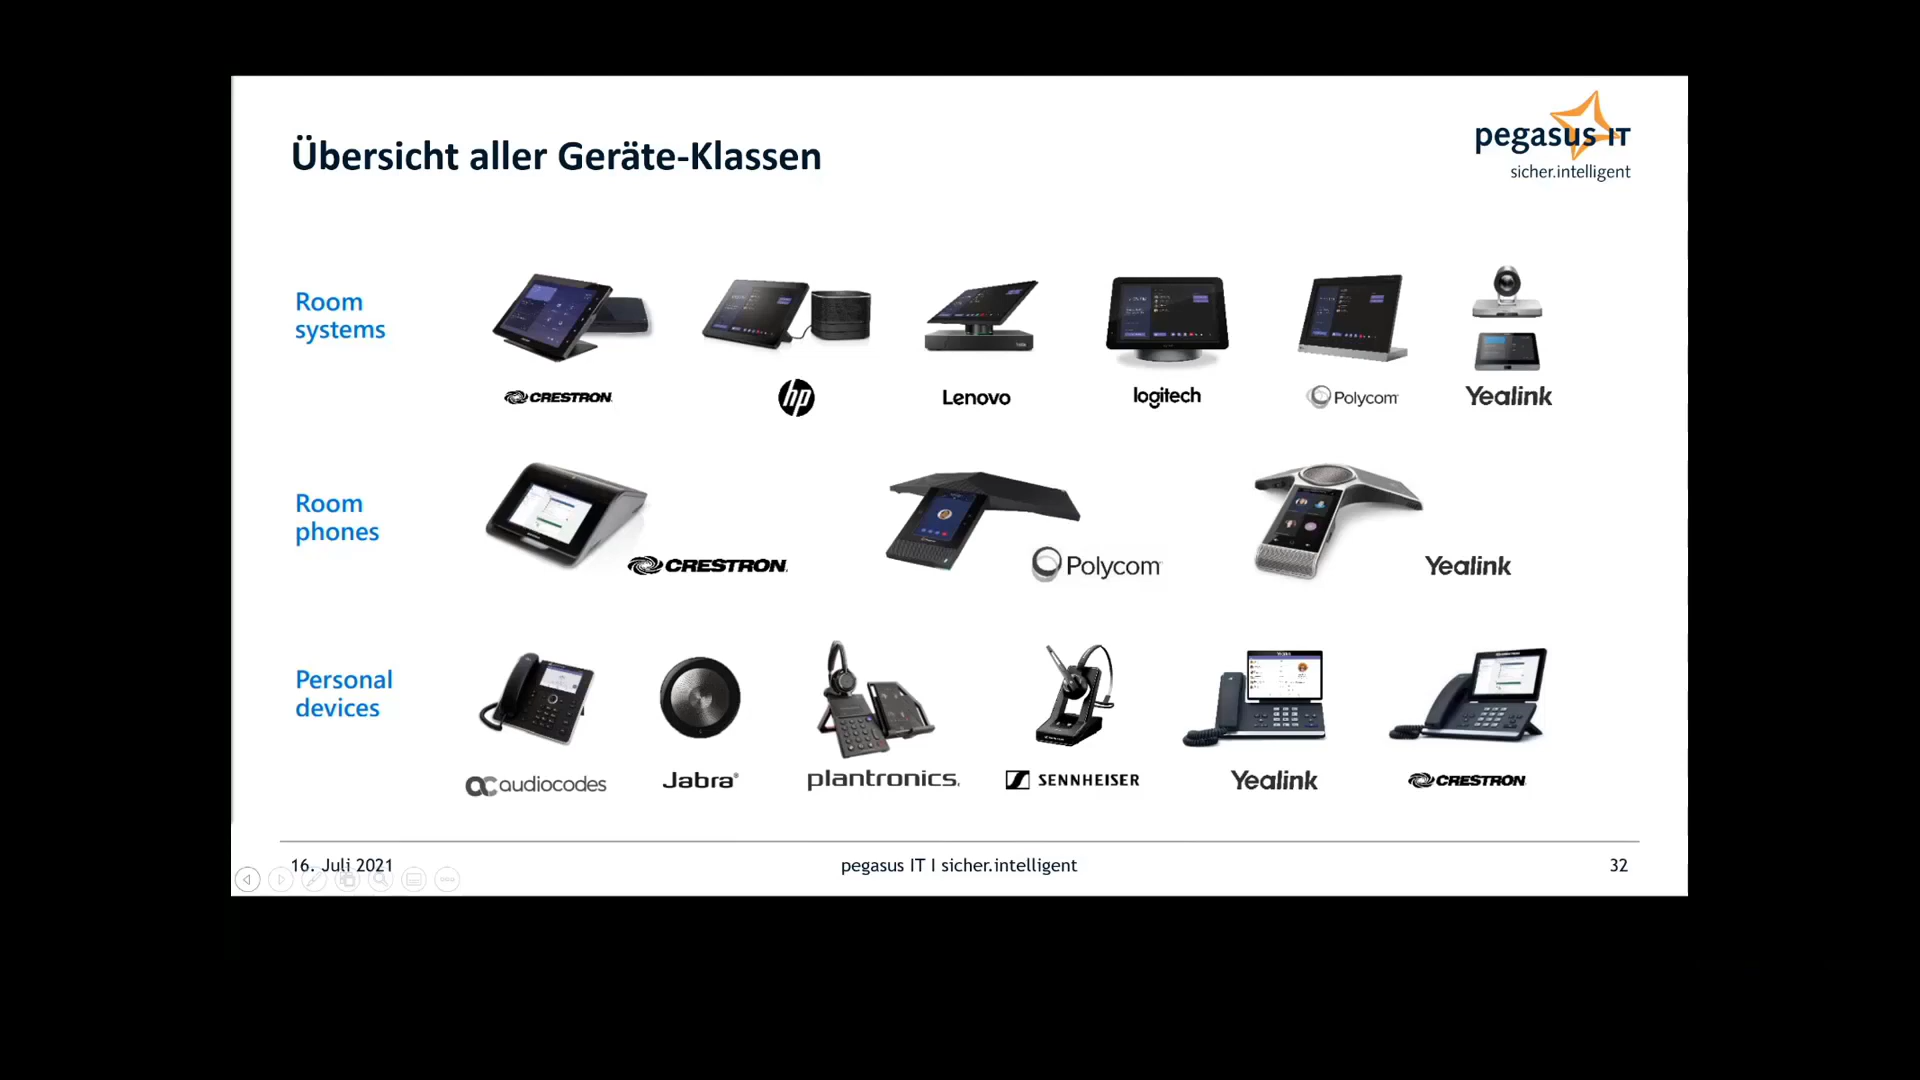 Übersicht aller Geräte-Klassen
pegasus IT
sicher.intelligent
Room
systems
CRESTRON
hp
Lenovo
logitech
Polycom
Yealink
Room
phones
CRESTRON
Polycom
Yealink
Personal
devices
audiocodes
Jabra
plantronics
SENNHEISER
Yealink
CRESTRON
16. Juli 2021
pegasus IT I sicher.intelligent
32